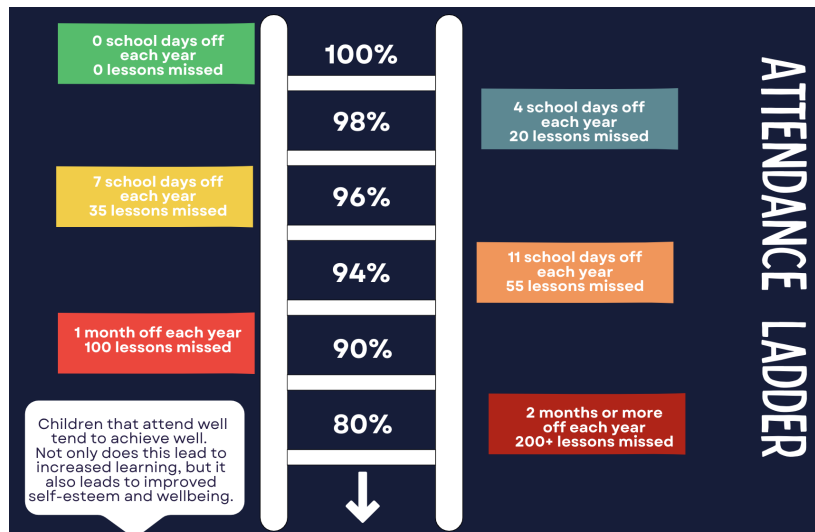 0 school days off
each year
0 lessons missed
100%
98%
4 school days off
each year
20 lessons missed
7 school days off
each year
35 lessons missed
96%
94%
11 school days off
each year
55 lessons missed
1 month off each year
100 lessons missed
90%
80%
2 months or more
off each year
200+ lessons missed
Children that attend well
tend to achieve well.
Not only does this lead to
increased learning, but it
also leads to improved
self-esteem and wellbeing.
ATTENDANCE LADDER